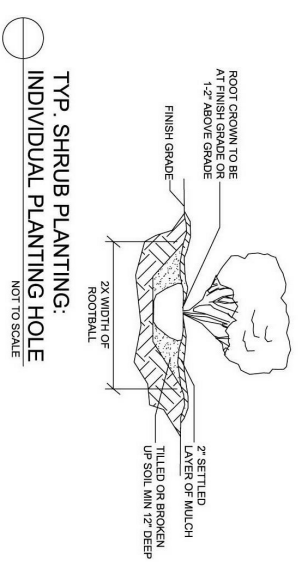 ROOT CROWN TO BE
AT FINISH GRADE OR
1-2" ABOVE GRADE
FINISH GRADE
2X WIDTH OF
ROOTBALL
2" SETTLED
LAYER OF MULCH
TILLED OR BROKEN
UP SOIL MIN 12" DEEP
TYP. SHRUB PLANTING:
INDIVIDUAL PLANTING HOLE
NOT TO SCALE